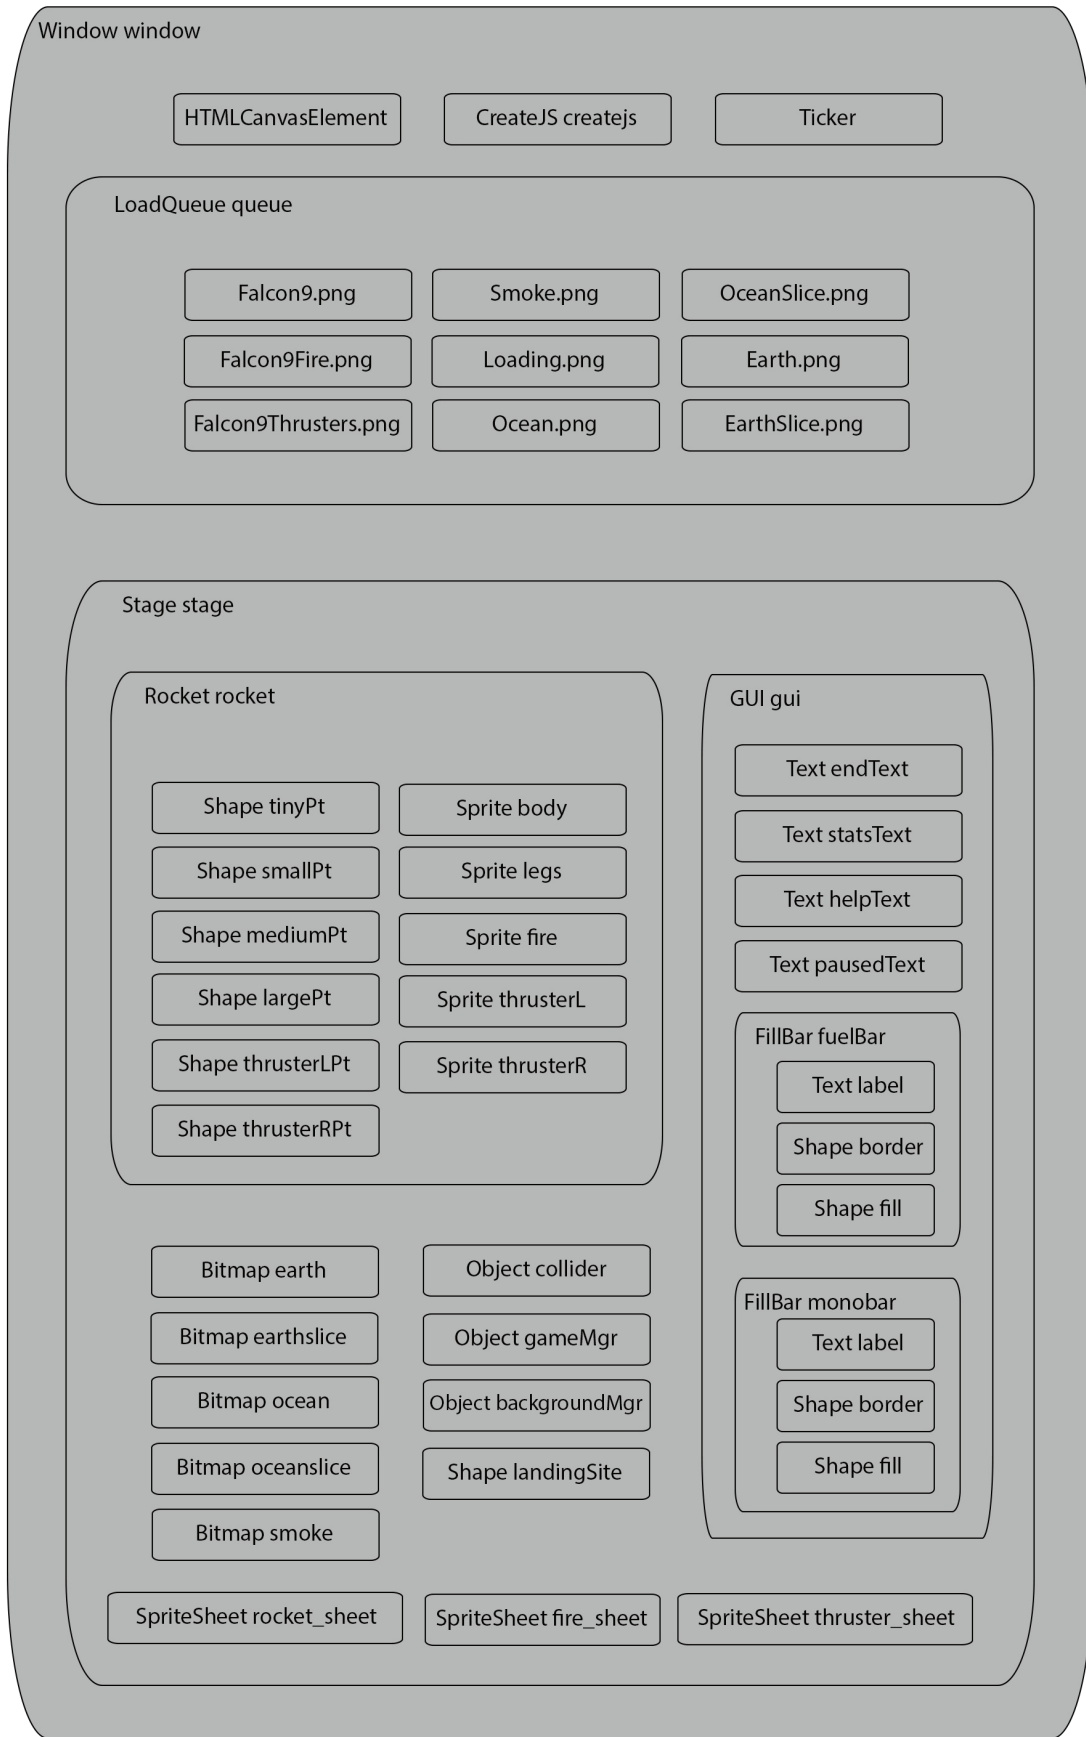 Window window
HTMLCanvasElement
CreateJS createjs
Ticker
LoadQueue queue
Falcon9.png
Smoke.png
OceanSlice.png
Falcon9Fire.png
Loading.png
Earth.png
Falcon9Thrusters.png
Ocean.png
EarthSlice.png
Stage stage
Rocket rocket
Shape tinyPt
Sprite body
Shape smallPt
Sprite legs
Shape mediumPt
Sprite fire
Shape largePt
Sprite thrusterL
Shape thrusterLPt
Sprite thrusterR
Shape thrusterRPt
GUI gui
Text endText
Text statsText
Text helpText
Text pausedText
FillBar fuelBar
Text label
Shape border
Shape fill
FillBar monobar
Text label
Shape border
Shape fill
Bitmap earth
Object collider
Bitmap earthslice
Object gameMgr
Bitmap ocean
Object backgroundMgr
Bitmap oceanslice
Shape landingSite
Bitmap smoke
SpriteSheet rocket_sheet
SpriteSheet fire_sheet
SpriteSheet thruster_sheet